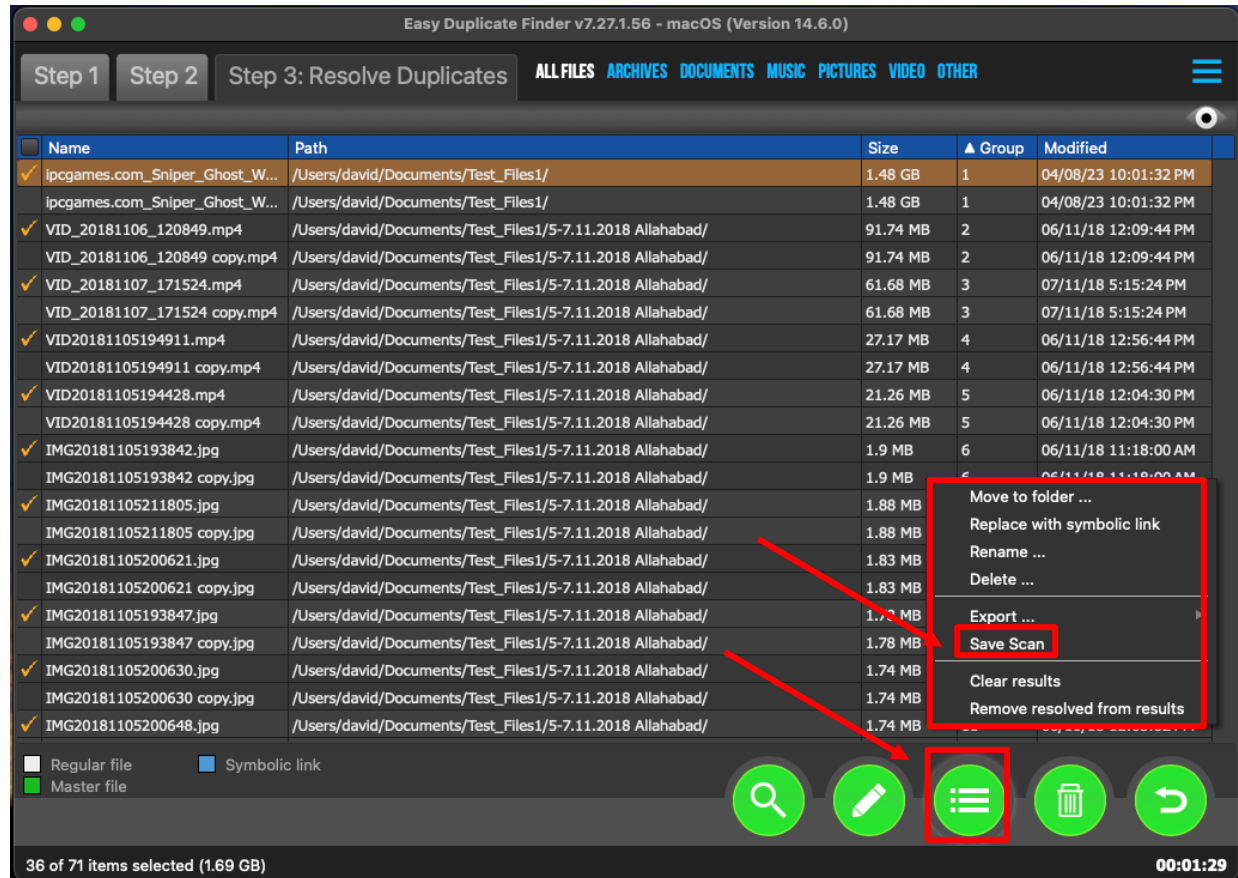 Easy Duplicate Finder v7.27.1.56 - macOS (Version 14.6.0)
Step 1 Step 2 Step 3: Resolve Duplicates ALL FILES ARCHIVES DOCUMENTS MUSIC PICTURES VIDEO OTHER
Name Path Size ▲ Group Modified
ipcgames.com_Sniper_Ghost_W... /Users/david/Documents/Test_Files1/ 1.48 GB 1 04/08/23 10:01:32 PM
ipcgames.com_Sniper_Ghost_W... /Users/david/Documents/Test_Files1/ 1.48 GB 1 04/08/23 10:01:32 PM
VID_20181106_120849.mp4 /Users/david/Documents/Test_Files1/5-7.11.2018 Allahabad/ 91.74 MB 2 06/11/18 12:09:44 PM
VID_20181106_120849 copy.mp4 /Users/david/Documents/Test_Files1/5-7.11.2018 Allahabad/ 91.74 MB 2 06/11/18 12:09:44 PM
VID_20181107_171524.mp4 /Users/david/Documents/Test_Files1/5-7.11.2018 Allahabad/ 61.68 MB 3 07/11/18 5:15:24 PM
VID_20181107_171524 copy.mp4 /Users/david/Documents/Test_Files1/5-7.11.2018 Allahabad/ 61.68 MB 3 07/11/18 5:15:24 PM
VID20181105194911.mp4 /Users/david/Documents/Test_Files1/5-7.11.2018 Allahabad/ 27.17 MB 4 06/11/18 12:56:44 PM
VID20181105194911 copy.mp4 /Users/david/Documents/Test_Files1/5-7.11.2018 Allahabad/ 27.17 MB 4 06/11/18 12:56:44 PM
VID20181105194428.mp4 /Users/david/Documents/Test_Files1/5-7.11.2018 Allahabad/ 21.26 MB 5 06/11/18 12:04:30 PM
VID20181105194428 copy.mp4 /Users/david/Documents/Test_Files1/5-7.11.2018 Allahabad/ 21.26 MB 5 06/11/18 12:04:30 PM
IMG20181105193842.jpg /Users/david/Documents/Test_Files1/5-7.11.2018 Allahabad/ 1.9 MB 6 06/11/18 11:18:00 AM
IMG20181105193842 copy.jpg /Users/david/Documents/Test_Files1/5-7.11.2018 Allahabad/ 1.9 MB 6 06/11/18 11:18:00 AM
IMG20181105211805.jpg /Users/david/Documents/Test_Files1/5-7.11.2018 Allahabad/ 1.88 MB
IMG20181105211805 copy.jpg /Users/david/Documents/Test_Files1/5-7.11.2018 Allahabad/ 1.88 MB
IMG20181105200621.jpg /Users/david/Documents/Test_Files1/5-7.11.2018 Allahabad/ 1.83 MB
IMG20181105200621 copy.jpg /Users/david/Documents/Test_Files1/5-7.11.2018 Allahabad/ 1.83 MB
IMG20181105193847.jpg /Users/david/Documents/Test_Files1/5-7.11.2018 Allahabad/ 1.78 MB
IMG20181105193847 copy.jpg /Users/david/Documents/Test_Files1/5-7.11.2018 Allahabad/ 1.78 MB
IMG20181105200630.jpg /Users/david/Documents/Test_Files1/5-7.11.2018 Allahabad/ 1.74 MB
IMG20181105200630 copy.jpg /Users/david/Documents/Test_Files1/5-7.11.2018 Allahabad/ 1.74 MB
IMG20181105200648.jpg /Users/david/Documents/Test_Files1/5-7.11.2018 Allahabad/ 1.74 MB
Move to folder ...
Replace with symbolic link
Rename ...
Delete ...
Export ...
Save Scan
Clear results
Remove resolved from results
Regular file Symbolic link
Master file
36 of 71 items selected (1.69 GB) 00:01:29